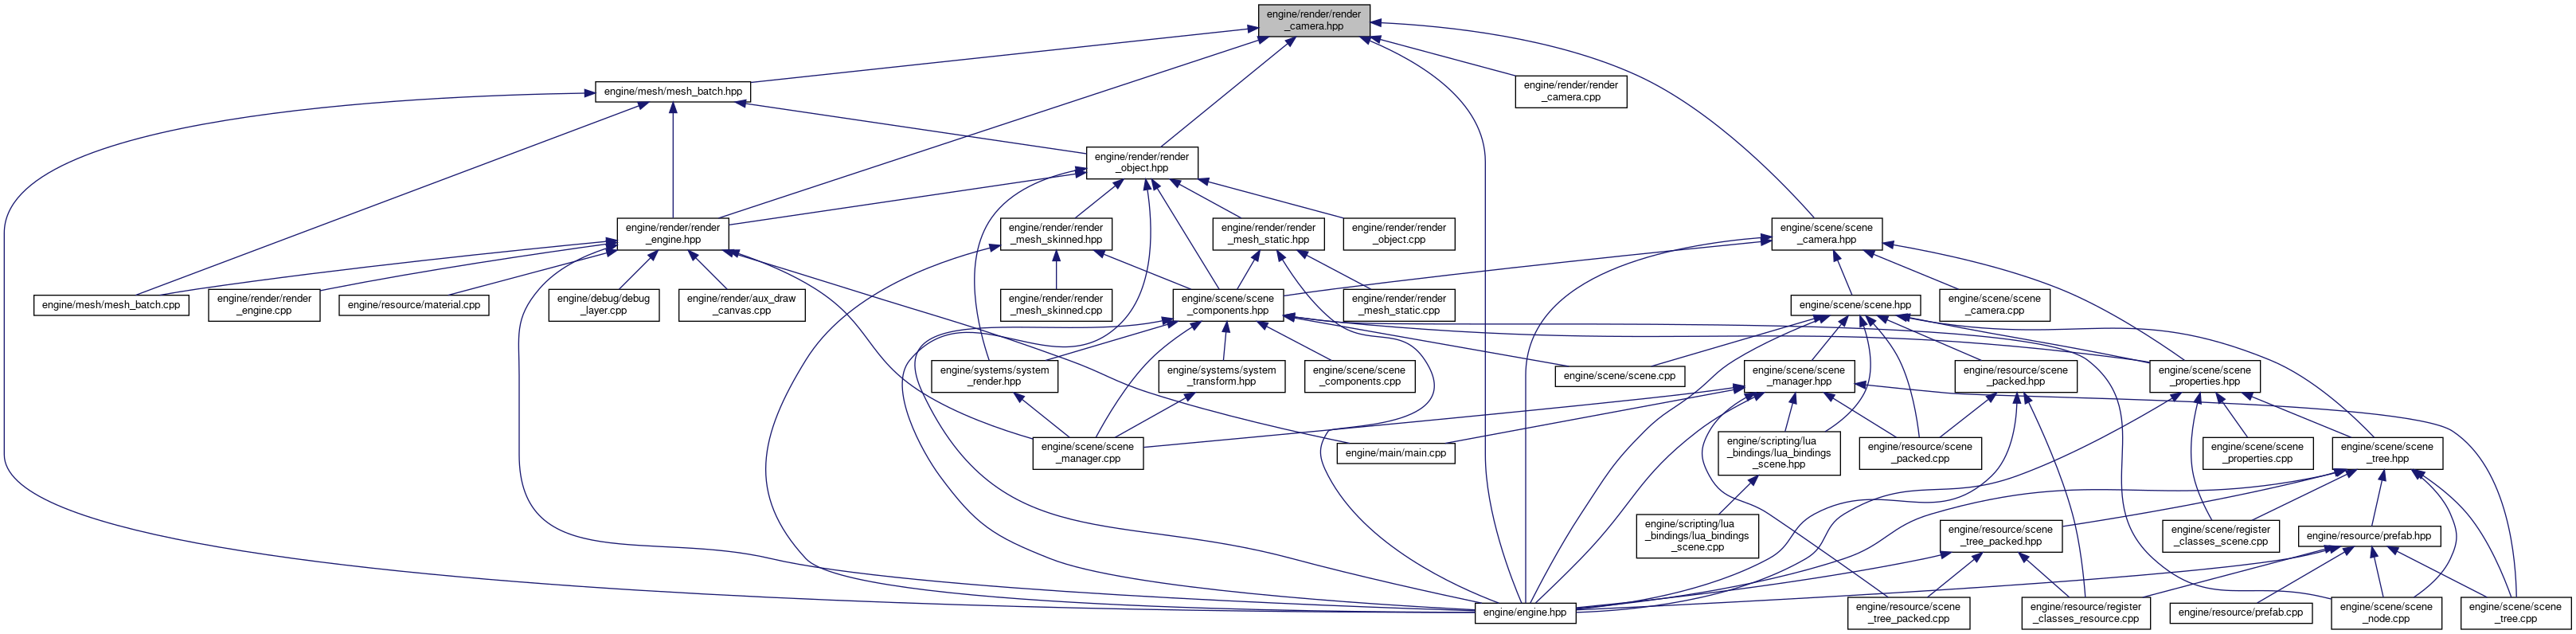 engine/render/render
_camera.hpp
engine/mesh/mesh_batch.hpp
engine/render/render
_camera.cpp
engine/render/render
_object.hpp
engine/render/render
_engine.hpp
engine/render/render
_mesh_skinned.hpp
engine/render/render
_mesh_static.hpp
engine/render/render
_object.cpp
engine/scene/scene
_camera.hpp
engine/mesh/mesh_batch.cpp
engine/render/render
_engine.cpp
engine/resource/material.cpp
engine/debug/debug
_layer.cpp
engine/render/aux_draw
_canvas.cpp
engine/render/render
_mesh_skinned.cpp
engine/scene/scene
_components.hpp
engine/render/render
_mesh_static.cpp
engine/scene/scene.hpp
engine/scene/scene
_camera.cpp
engine/systems/system
_render.hpp
engine/systems/system
_transform.hpp
engine/scene/scene
_components.cpp
engine/scene/scene.cpp
engine/scene/scene
_manager.hpp
engine/resource/scene
_packed.hpp
engine/scene/scene
_properties.hpp
engine/scene/scene
_manager.cpp
engine/main/main.cpp
engine/scripting/lua
_bindings/lua_bindings
_scene.hpp
engine/resource/scene
_packed.cpp
engine/scene/scene
_properties.cpp
engine/scene/scene
_tree.hpp
engine/scripting/lua
_bindings/lua_bindings
_scene.cpp
engine/resource/scene
_tree_packed.hpp
engine/scene/register
_classes_scene.cpp
engine/resource/prefab.hpp
engine/engine.hpp
engine/resource/scene
_tree_packed.cpp
engine/resource/register
_classes_resource.cpp
engine/resource/prefab.cpp
engine/scene/scene
_node.cpp
engine/scene/scene
_tree.cpp